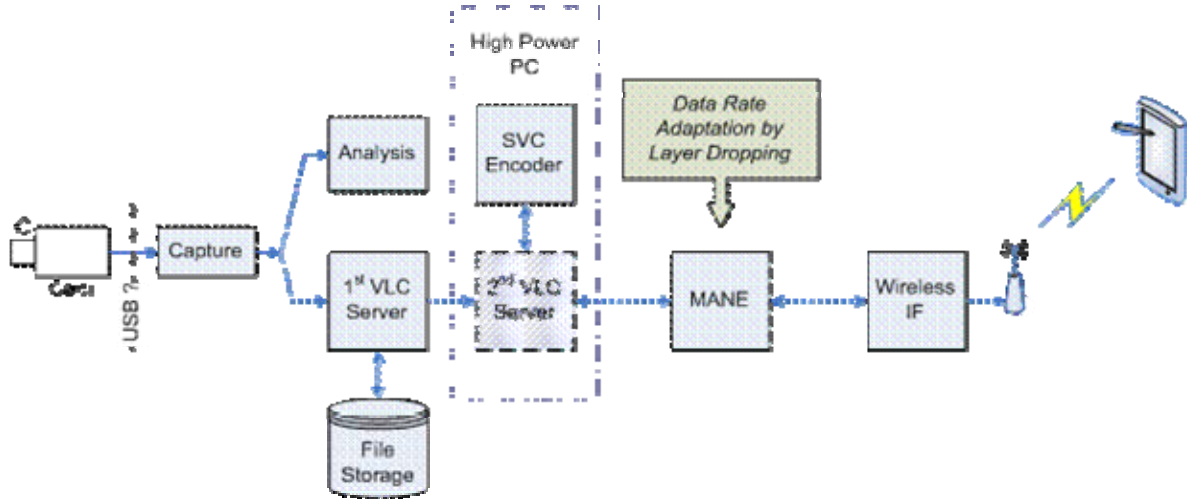 High Power
PC
Data Rate
Adaptation by
Layer Dropping
SVC
Encoder
Analysis
Capture
USB ?
1st VLC
Server
2nd VLC
Server
MANE
Wireless
IF
File
Storage